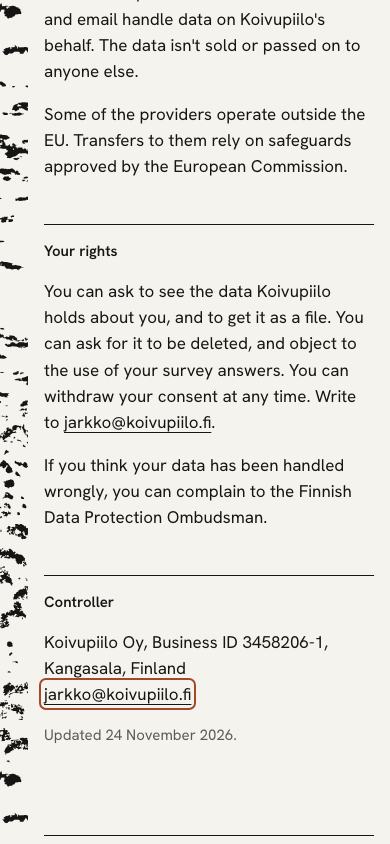 and email handle data on Koivupiilo's
behalf. The data isn't sold or passed on to
anyone else.
Some of the providers operate outside the
EU. Transfers to them rely on safeguards
approved by the European Commission.
Your rights
You can ask to see the data Koivupiilo
holds about you, and to get it as a file. You
can ask for it to be deleted, and object to
the use of your survey answers. You can
withdraw your consent at any time. Write
to jarkko@koivupiilo.fi.
If you think your data has been handled
wrongly, you can complain to the Finnish
Data Protection Ombudsman.
Controller
Koivupiilo Oy, Business ID 3458206-1,
Kangasala, Finland
jarkko@koivupiilo.fi
Updated 24 November 2026.